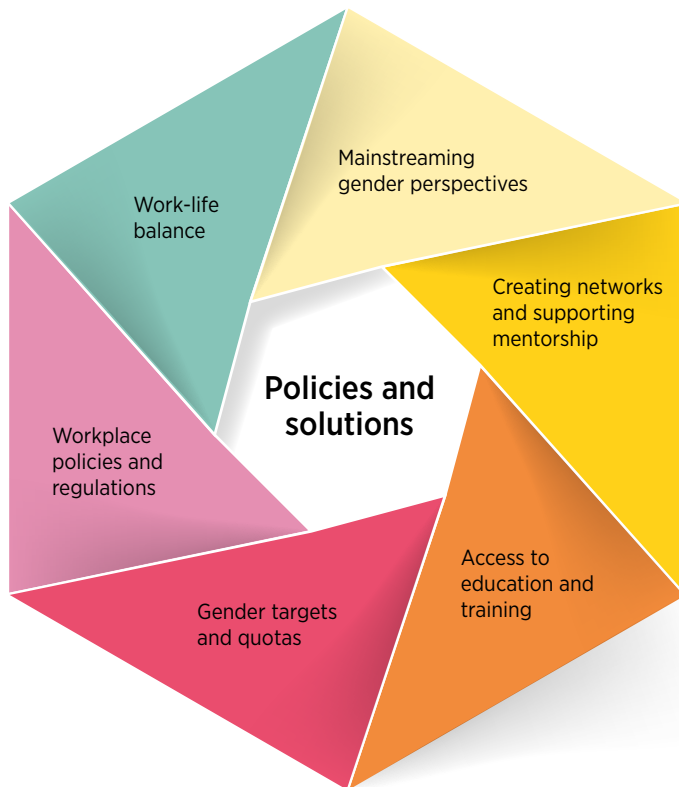 Mainstreaming
gender perspectives
Work-life
balance
Creating networks
and supporting
mentorship
Policies and
solutions
Workplace
policies and
regulations
Access to
education and
training
Gender targets
and quotas